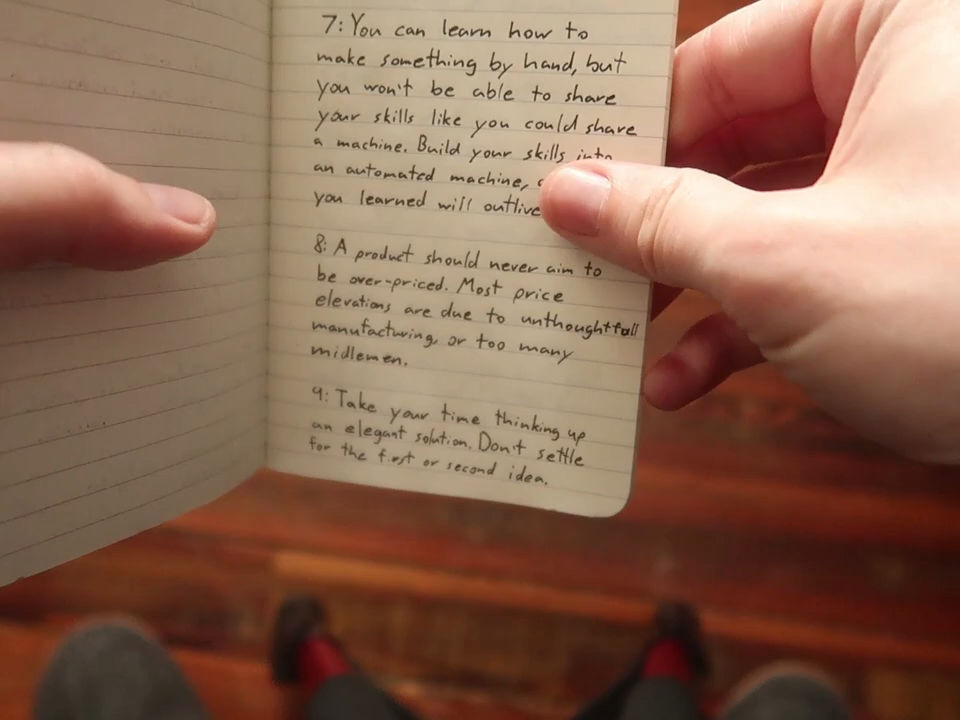 7: You can learn how to
make something by hand, but
you won't be able to share
your skills like you could share
a machine. Build your skills into
an automated machine,
you learned will outlive
8: A product should never aim to
be over-priced. Most price
elevations are due to unthoughtfull
manufacturing, or too many
midlemen.
9: Take your time thinking up
an elegant solution. Don't settle
for the first or second idea.